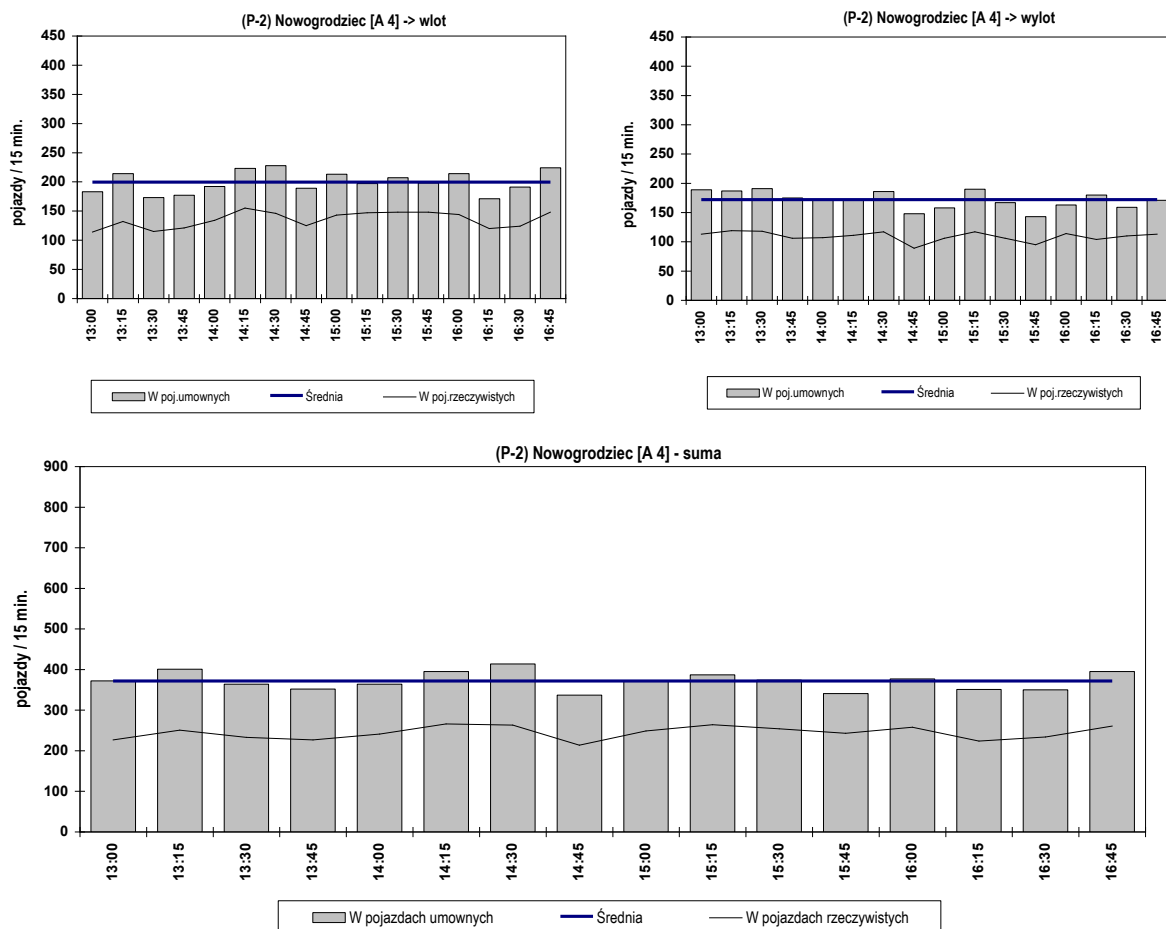 (P-2) Nowogrodziec [A 4] -> wlot
450
400
350
300
250
200
150
100
50
0
pojazdy / 15 min.
13:00 13:15 13:30 13:45 14:00 14:15 14:30 14:45 15:00 15:15 15:30 15:45 16:00 16:15 16:30 16:45
W poj.umownych Średnia W poj.rzeczywistych
(P-2) Nowogrodziec [A 4] -> wylot
450
400
350
300
250
200
150
100
50
0
pojazdy / 15 min.
13:00 13:15 13:30 13:45 14:00 14:15 14:30 14:45 15:00 15:15 15:30 15:45 16:00 16:15 16:30 16:45
W poj.umownych Średnia W poj.rzeczywistych
(P-2) Nowogrodziec [A 4] - suma
900
800
700
600
500
400
300
200
100
0
pojazdy / 15 min.
13:00 13:15 13:30 13:45 14:00 14:15 14:30 14:45 15:00 15:15 15:30 15:45 16:00 16:15 16:30 16:45
W pojazdach umownych Średnia W pojazdach rzeczywistych